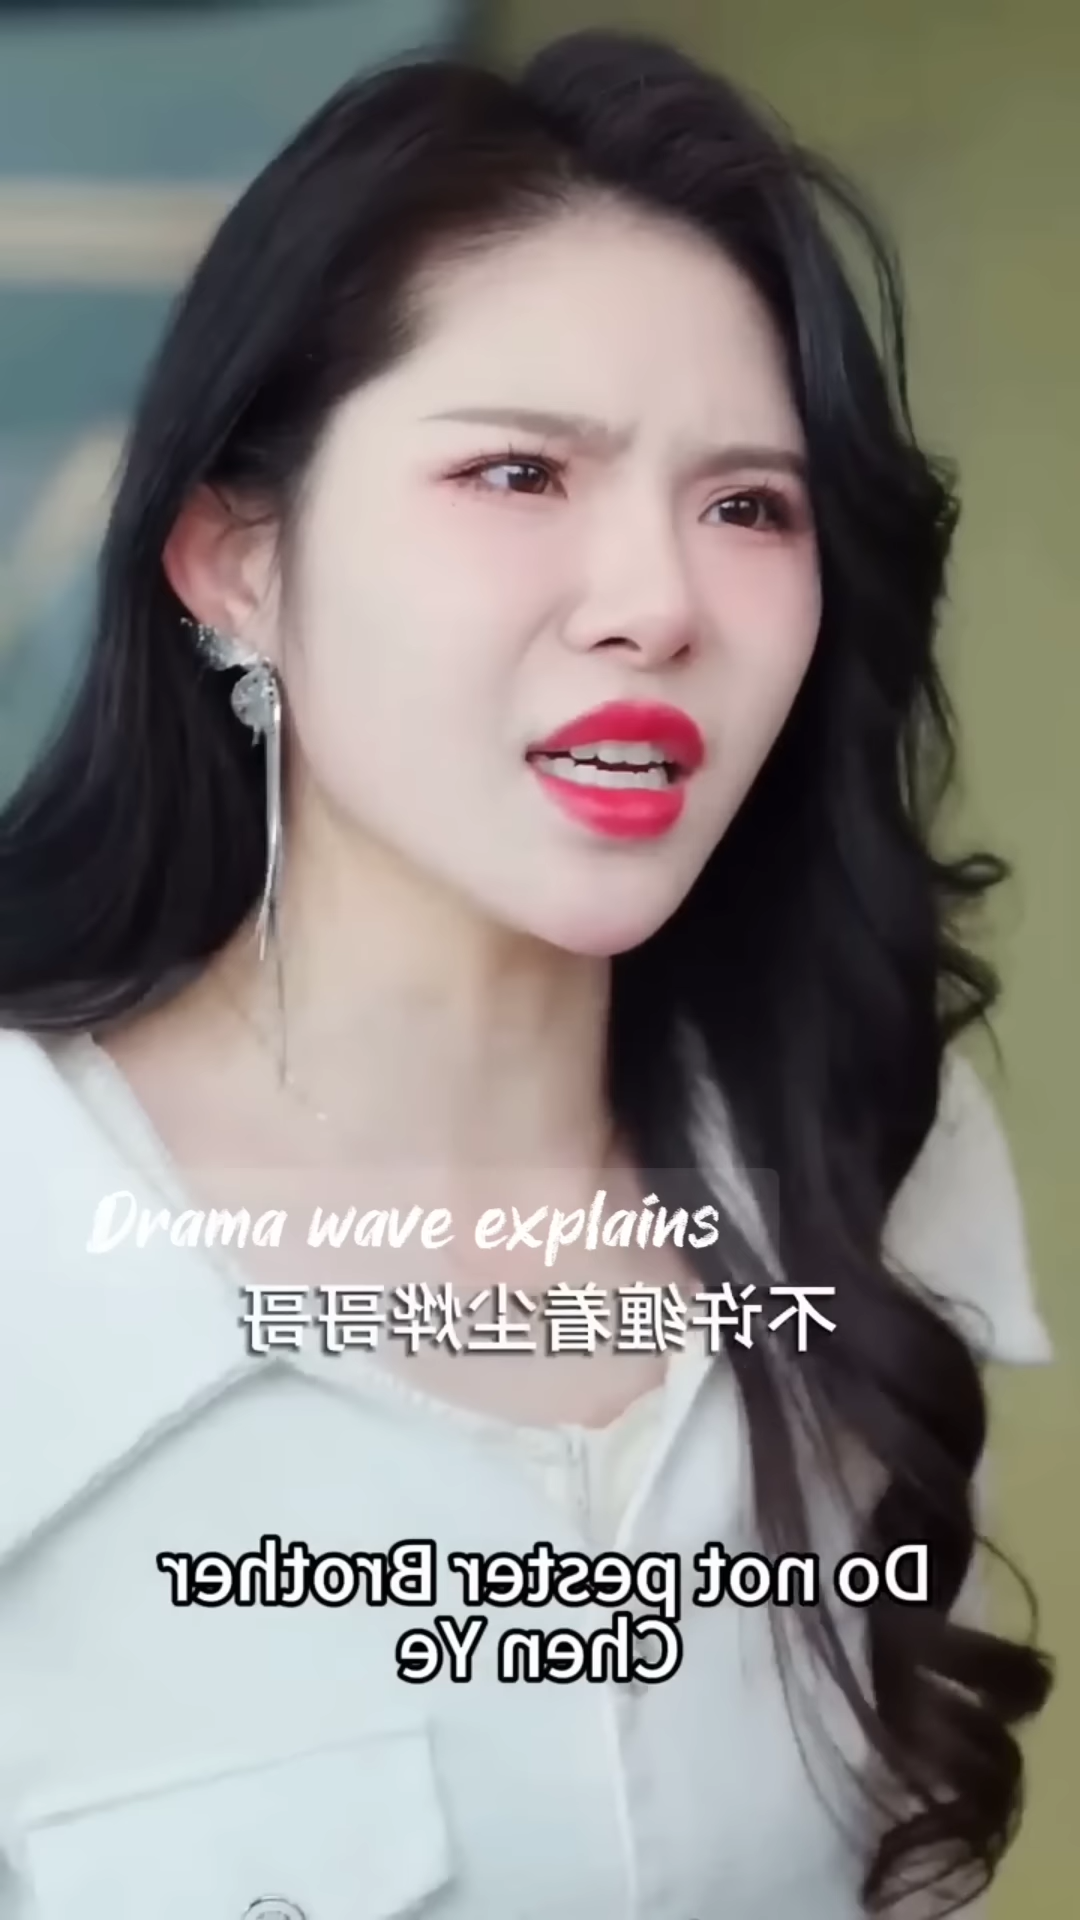 Drama wave explains
不许缠着尘烨哥哥
Do not pester Brother
Chen Ye